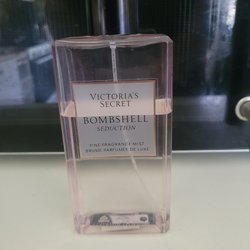 VICTORIA'S
SECRET
BOMBSHELL
SEDUCTION
FINE FRAGRANCE MIST
BRUME PARFUMÉE DE LUXE